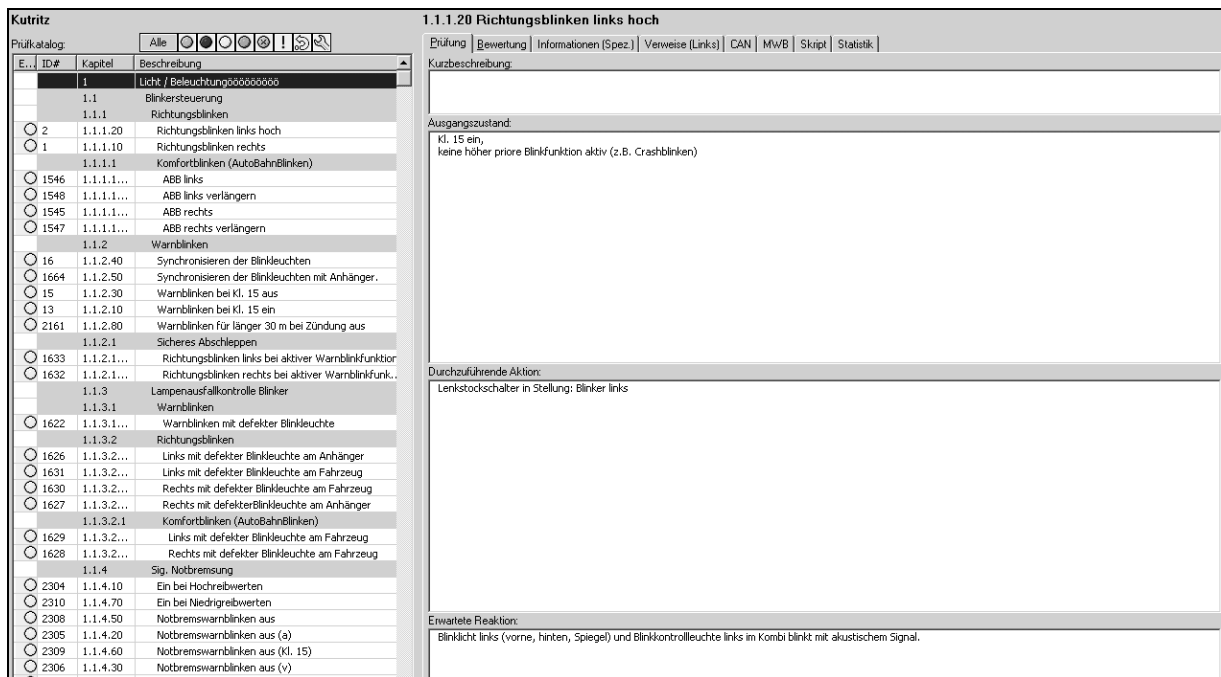 Kutritz
Prüfkatalog:
Alle
E... ID# Kapitel Beschreibung
1 Licht / Beleuchtungööööööööö
1.1 Blinkersteuerung
1.1.1 Richtungsblinken
2 1.1.1.20 Richtungsblinken links hoch
1 1.1.1.10 Richtungsblinken rechts
1.1.1.1 Komfortblinken (AutoBahnBlinken)
1546 1.1.1.1... ABB links
1548 1.1.1.1... ABB links verlängern
1545 1.1.1.1... ABB rechts
1547 1.1.1.1... ABB rechts verlängern
1.1.2 Warnblinken
16 1.1.2.40 Synchronisieren der Blinkleuchten
1664 1.1.2.50 Synchronisieren der Blinkleuchten mit Anhänger.
15 1.1.2.30 Warnblinken bei Kl. 15 aus
13 1.1.2.10 Warnblinken bei Kl. 15 ein
2161 1.1.2.80 Warnblinken für länger 30 m bei Zündung aus
1.1.2.1 Sicheres Abschleppen
1633 1.1.2.1... Richtungsblinken links bei aktiver Warnblinkfunktion
1632 1.1.2.1... Richtungsblinken rechts bei aktiver Warnblinkfunk...
1.1.3 Lampenausfallkontrolle Blinker
1.1.3.1 Warnblinken
1622 1.1.3.1... Warnblinken mit defekter Blinkleuchte
1.1.3.2 Richtungsblinken
1626 1.1.3.2... Links mit defekter Blinkleuchte am Anhänger
1631 1.1.3.2... Links mit defekter Blinkleuchte am Fahrzeug
1630 1.1.3.2... Rechts mit defekter Blinkleuchte am Fahrzeug
1627 1.1.3.2... Rechts mit defekterBlinkleuchte am Anhänger
1.1.3.2.1 Komfortblinken (AutoBahnBlinken)
1629 1.1.3.2... Links mit defekter Blinkleuchte am Fahrzeug
1628 1.1.3.2... Rechts mit defekter Blinkleuchte am Fahrzeug
1.1.4 Sig. Notbremsung
2304 1.1.4.10 Ein bei Hochreibwerten
2310 1.1.4.70 Ein bei Niedrigreibwerten
2308 1.1.4.50 Notbremswarnblinken aus
2305 1.1.4.20 Notbremswarnblinken aus (a)
2309 1.1.4.60 Notbremswarnblinken aus (Kl. 15)
2306 1.1.4.30 Notbremswarnblinken aus (v)
1.1.1.20 Richtungsblinken links hoch
Prüfung Bewertung Informationen (Spez.) Verweise (Links) CAN MWB Skript Statistik
Kurzbeschreibung:
Ausgangszustand:
Kl. 15 ein,
keine höher priore Blinkfunktion aktiv (z.B. Crashblinken)
Durchzuführende Aktion:
Lenkstockschalter in Stellung: Blinker links
Erwartete Reaktion:
Blinklicht links (vorne, hinten, Spiegel) und Blinkkontrollleuchte links im Kombi blinkt mit akustischem Signal.